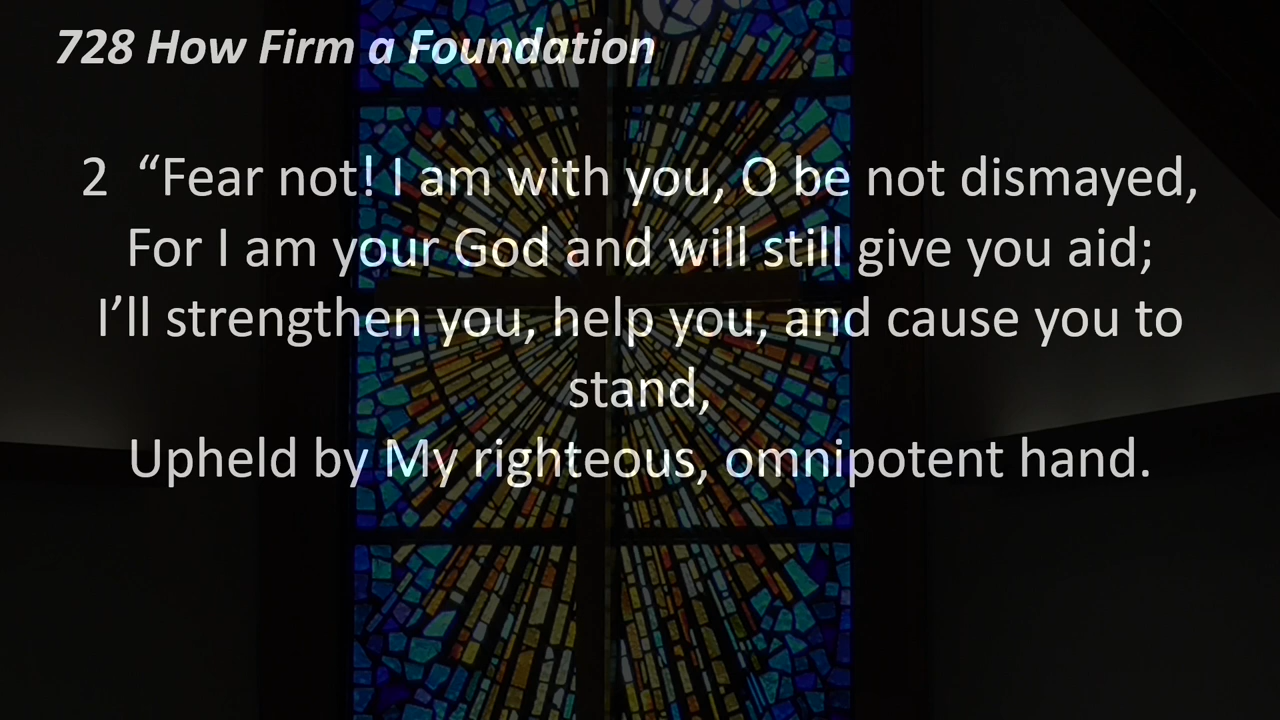 728 How Firm a Foundation
2 “Fear not! I am with you, O be not dismayed,
For I am your God and will still give you aid;
I’ll strengthen you, help you, and cause you to
stand,
Upheld by My righteous, omnipotent hand.